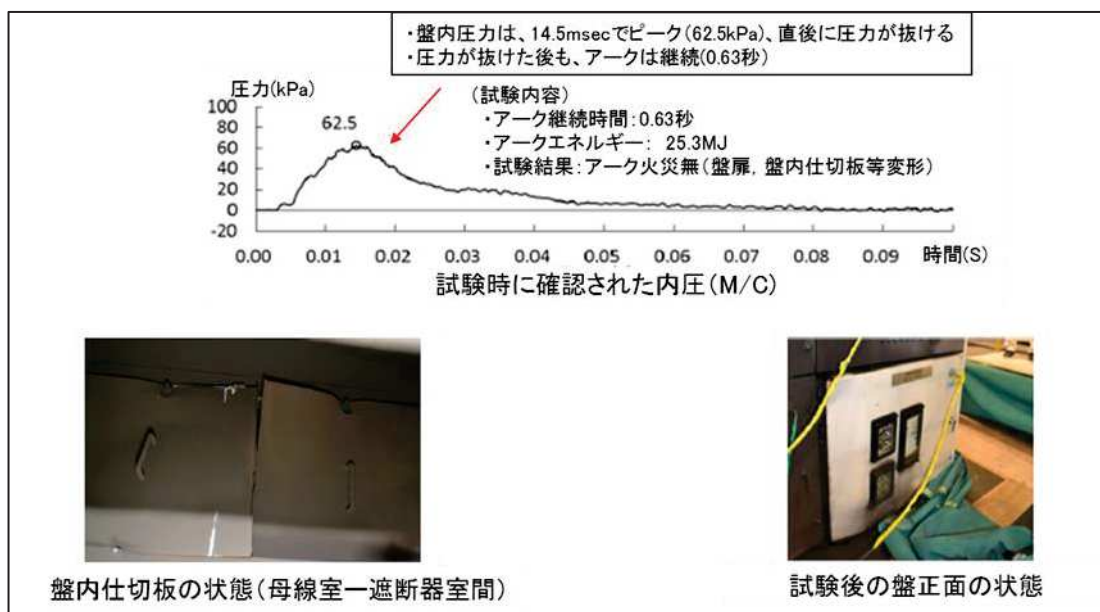 ・盤内圧力は、14.5msecでピーク(62.5kPa)、直後に圧力が抜ける
・圧力が抜けた後も、アークは継続(0.63秒)
圧力(kPa)
100
80
60
40
20
0
-20
62.5
(試験内容)
・アーク継続時間:0.63秒
・アークエネルギー: 25.3MJ
・試験結果:アーク火災無(盤扉,盤内仕切板等変形)
0.00 0.01 0.02 0.03 0.04 0.05 0.06 0.07 0.08 0.09 時間(S)
試験時に確認された内圧(M/C)
盤内仕切板の状態(母線室ー遮断器室間)
試験後の盤正面の状態